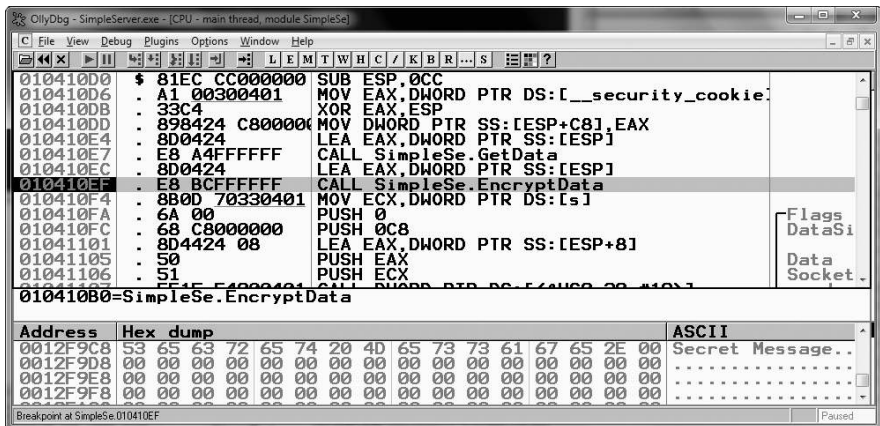 OllyDbg - SimpleServer.exe - [CPU - main thread, module SimpleSe]
C File View Debug Plugins Options Window Help
L E M T W H C / K B R ... S ?
010410D0 $ 81EC CC000000 SUB ESP,0CC
010410D6 . A1 00300401 MOV EAX,DWORD PTR DS:[__security_cookie]
010410DB . 33C4 XOR EAX,ESP
010410DD . 898424 C80000 MOV DWORD PTR SS:[ESP+C8],EAX
010410E4 . 8D0424 LEA EAX,DWORD PTR SS:[ESP]
010410E7 . E8 A4FFFFFF CALL SimpleSe.GetData
010410EC . 8D0424 LEA EAX,DWORD PTR SS:[ESP]
010410EF . E8 BCFFFFFF CALL SimpleSe.EncryptData
010410F4 . 8B0D 70330401 MOV ECX,DWORD PTR DS:[s]
010410FA . 6A 00 PUSH 0 Flags
010410FC . 68 C8000000 PUSH 0C8 DataSi
01041101 . 8D4424 08 LEA EAX,DWORD PTR SS:[ESP+8]
01041105 . 50 PUSH EAX Data
01041106 . 51 PUSH ECX Socket
010410B0=SimpleSe.EncryptData
Address Hex dump ASCII
0012F9C8 53 65 63 72 65 74 20 4D 65 73 73 61 67 65 2E 00 Secret Message..
0012F9D8 00 00 00 00 00 00 00 00 00 00 00 00 00 00 00 00 ................
0012F9E8 00 00 00 00 00 00 00 00 00 00 00 00 00 00 00 00 ................
0012F9F8 00 00 00 00 00 00 00 00 00 00 00 00 00 00 00 00 ................
Breakpoint at SimpleSe.010410EF Paused